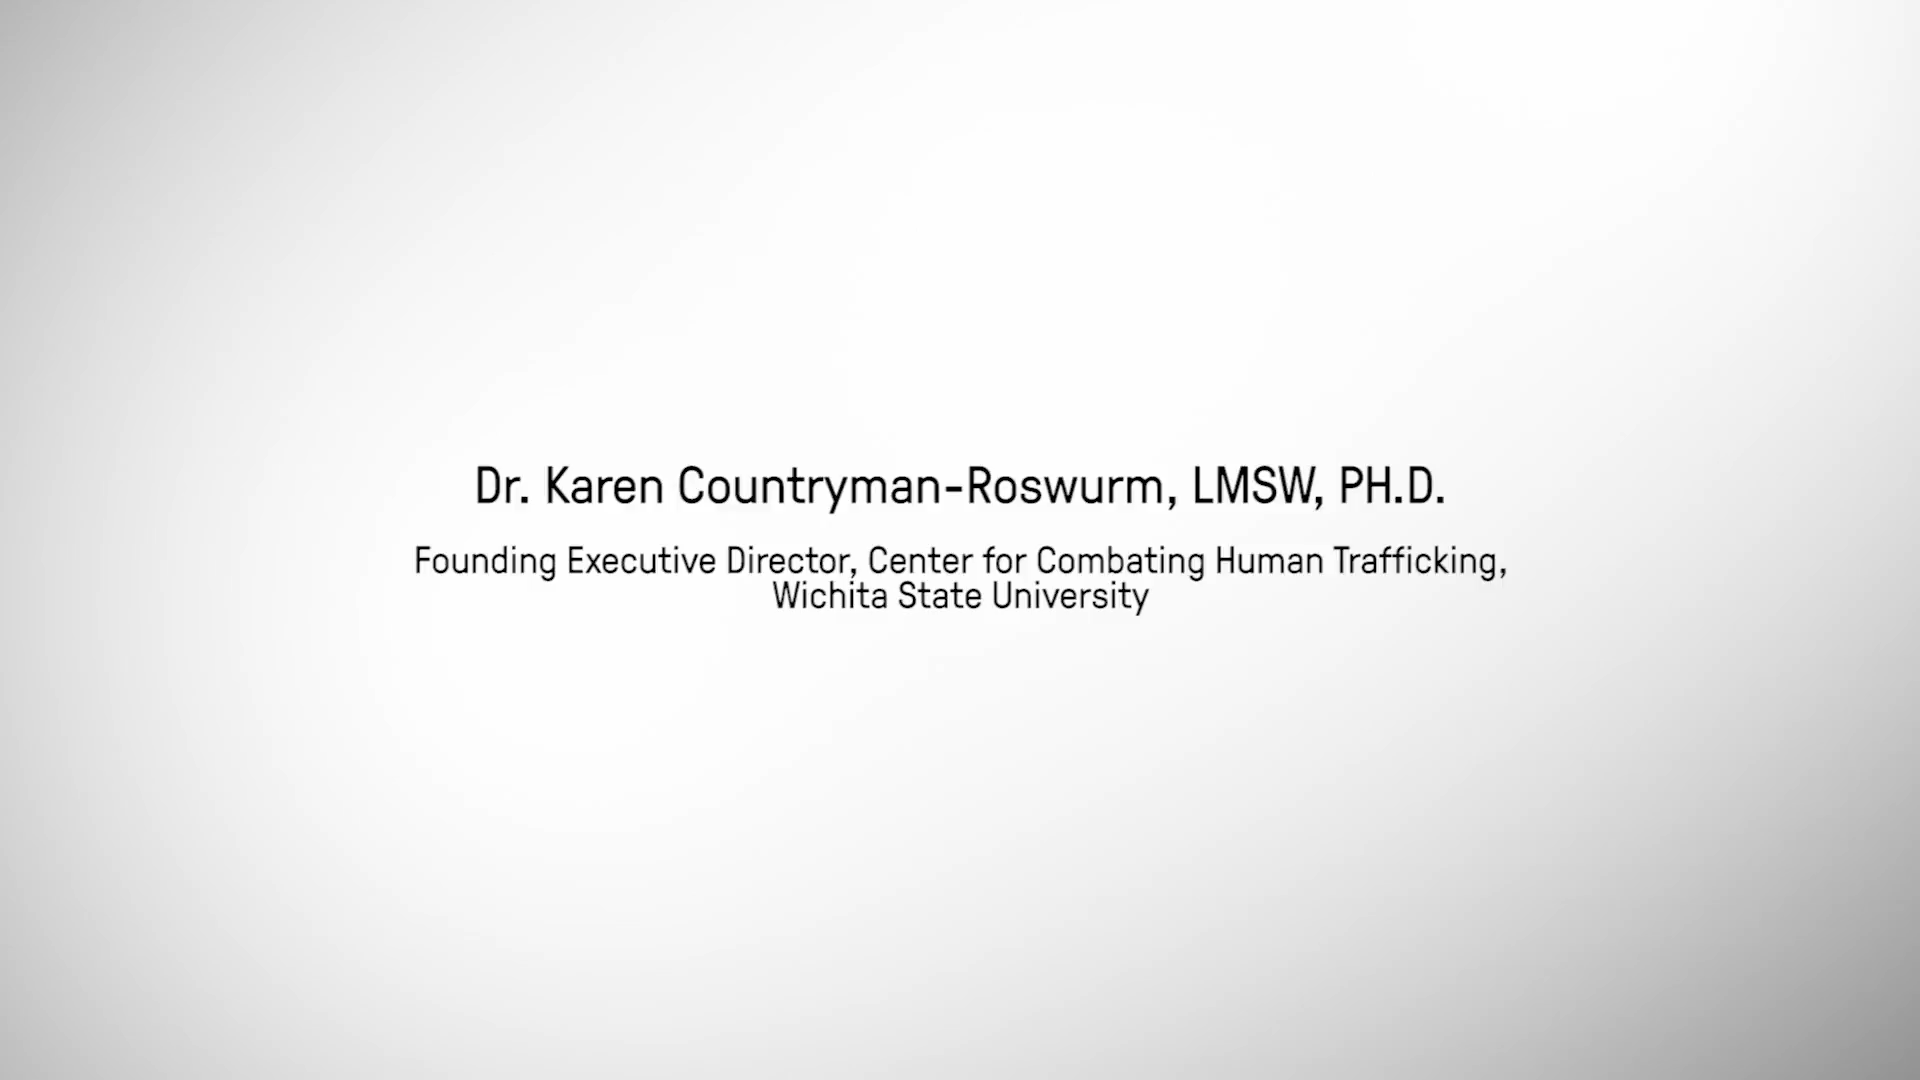 Dr. Karen Countryman-Roswurm, LMSW, PH.D.
Founding Executive Director, Center for Combating Human Trafficking,
Wichita State University